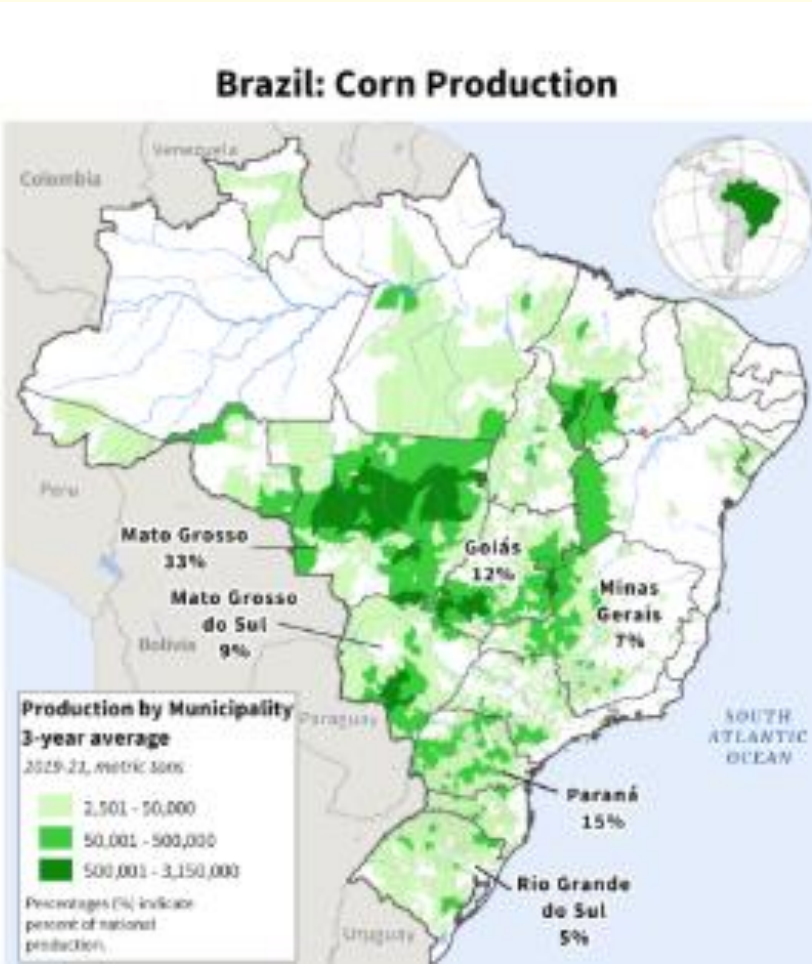 Brazil: Corn Production
Venezuela
Colombia
Peru
Mato Grosso
33%
Goiás
12%
Mato Grosso
do Sul
9%
Minas
Gerais
7%
Bolivia
Production by Municipality
3-year average
2019-21, metric tons
2,501 - 50,000
50,001 - 500,000
500,001 - 3,150,000
Percentages (%) indicate
percent of national
production.
Paraguay
SOUTH
ATLANTIC
OCEAN
Paraná
15%
Rio Grande
do Sul
5%
Uruguay